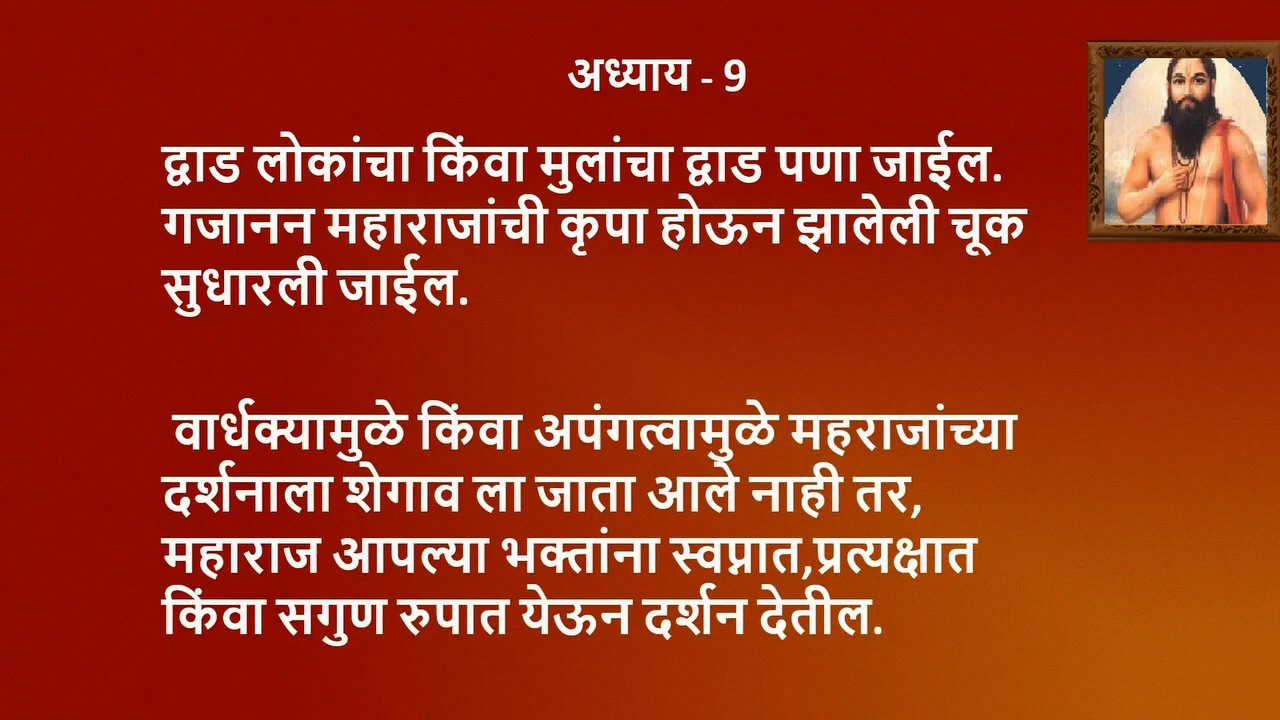 अध्याय - 9
द्वाड लोकांचा किंवा मुलांचा द्वाड पणा जाईल.
गजानन महाराजांची कृपा होऊन झालेली चूक
सुधारली जाईल.
वार्धक्यामुळे किंवा अपंगत्वामुळे महराजांच्या
दर्शनाला शेगाव ला जाता आले नाही तर,
महाराज आपल्या भक्तांना स्वप्नात,प्रत्यक्षात
किंवा सगुण रुपात येऊन दर्शन देतील.